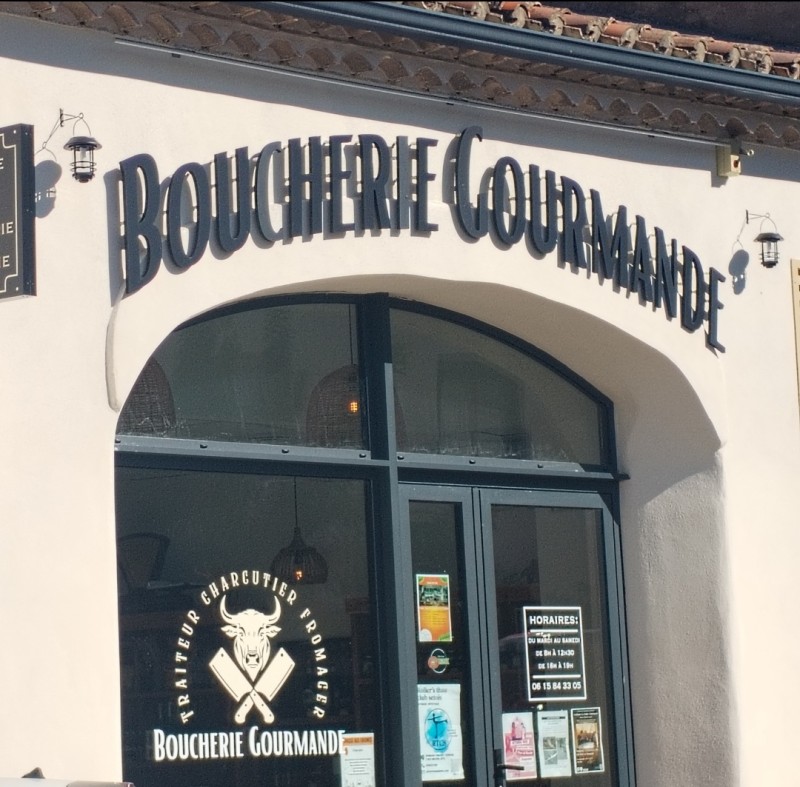 BOUCHERIE GOURMANDE
TRAITEUR CHARCUTIER FROMAGER
BOUCHERIE GOURMANDE
HORAIRES:
DU MARDI AU SAMEDI
DE 8H À 12H30
DE 16H À 19H
06 15 84 33 05